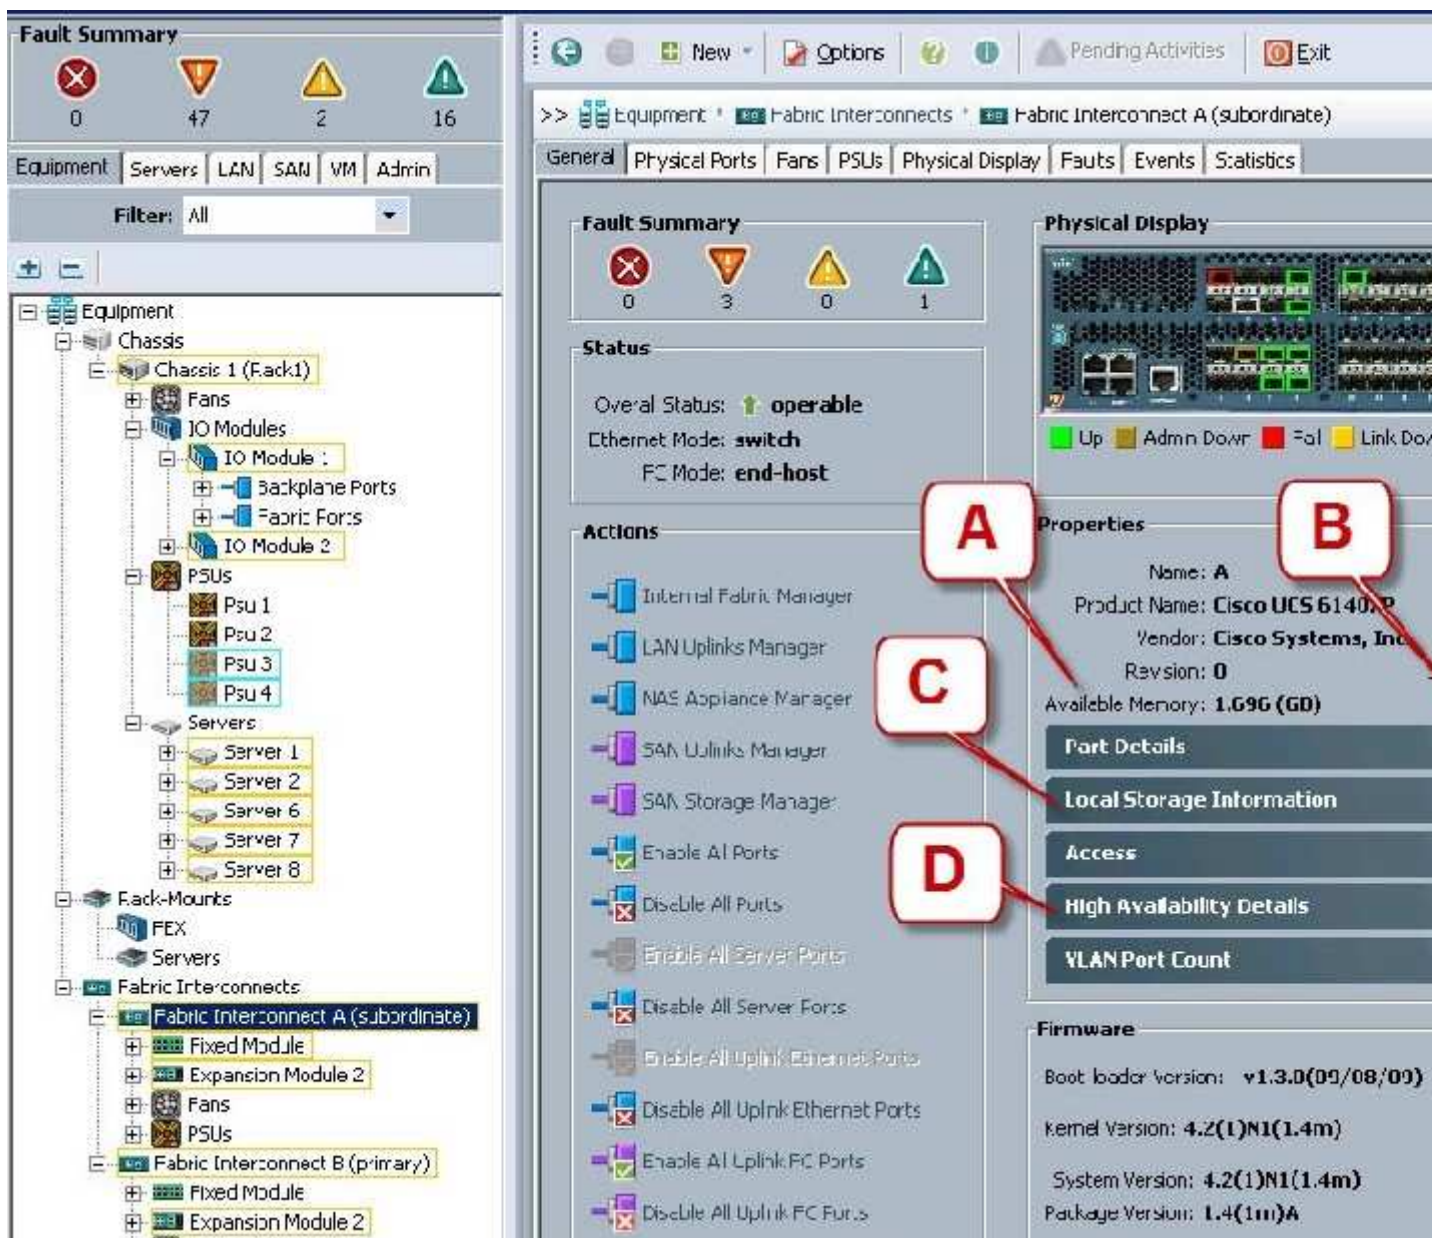 Fault Summary
0 47 2 16
Equipment Servers LAN SAN VM Admin
Filter: All
Equipment
Chassis
Chassis 1 (Rack1)
Fans
IO Modules
IO Module 1
Backplane Ports
Fabric Ports
IO Module 2
PSUs
Psu 1
Psu 2
Psu 3
Psu 4
Servers
Server 1
Server 2
Server 6
Server 7
Server 8
Rack-Mounts
FEX
Servers
Fabric Interconnects
Fabric Interconnect A (subordinate)
Fixed Module
Expansion Module 2
Fans
PSUs
Fabric Interconnect B (primary)
Fixed Module
Expansion Module 2
New Options Pending Activities Exit
>> Equipment Fabric Interconnects Fabric Interconnect A (subordinate)
General Physical Ports Fans PSUs Physical Display Faults Events Statistics
Fault Summary
0 3 0 1
Status
Overall Status: operable
Ethernet Mode: switch
FC Mode: end-host
Actions
Internal Fabric Manager
LAN Uplinks Manager
NAS Appliance Manager
SAN Uplinks Manager
SAN Storage Manager
Enable All Ports
Disable All Ports
Enable All Server Ports
Disable All Server Ports
Enable All Uplink Ethernet Ports
Disable All Uplink Ethernet Ports
Enable All Uplink FC Ports
Disable All Uplink FC Ports
Physical Display
Up Admin Down Fail Link Dow
A
B
C
D
Properties
Name: A
Product Name: Cisco UCS 6140XP
Vendor: Cisco Systems, Inc
Revision: 0
Available Memory: 1.696 (GB)
Part Details
Local Storage Information
Access
High Availability Details
VLAN Port Count
Firmware
Boot-loader Version: v1.3.0(09/08/09)
Kernel Version: 4.2(1)N1(1.4m)
System Version: 4.2(1)N1(1.4m)
Package Version: 1.4(1m)A